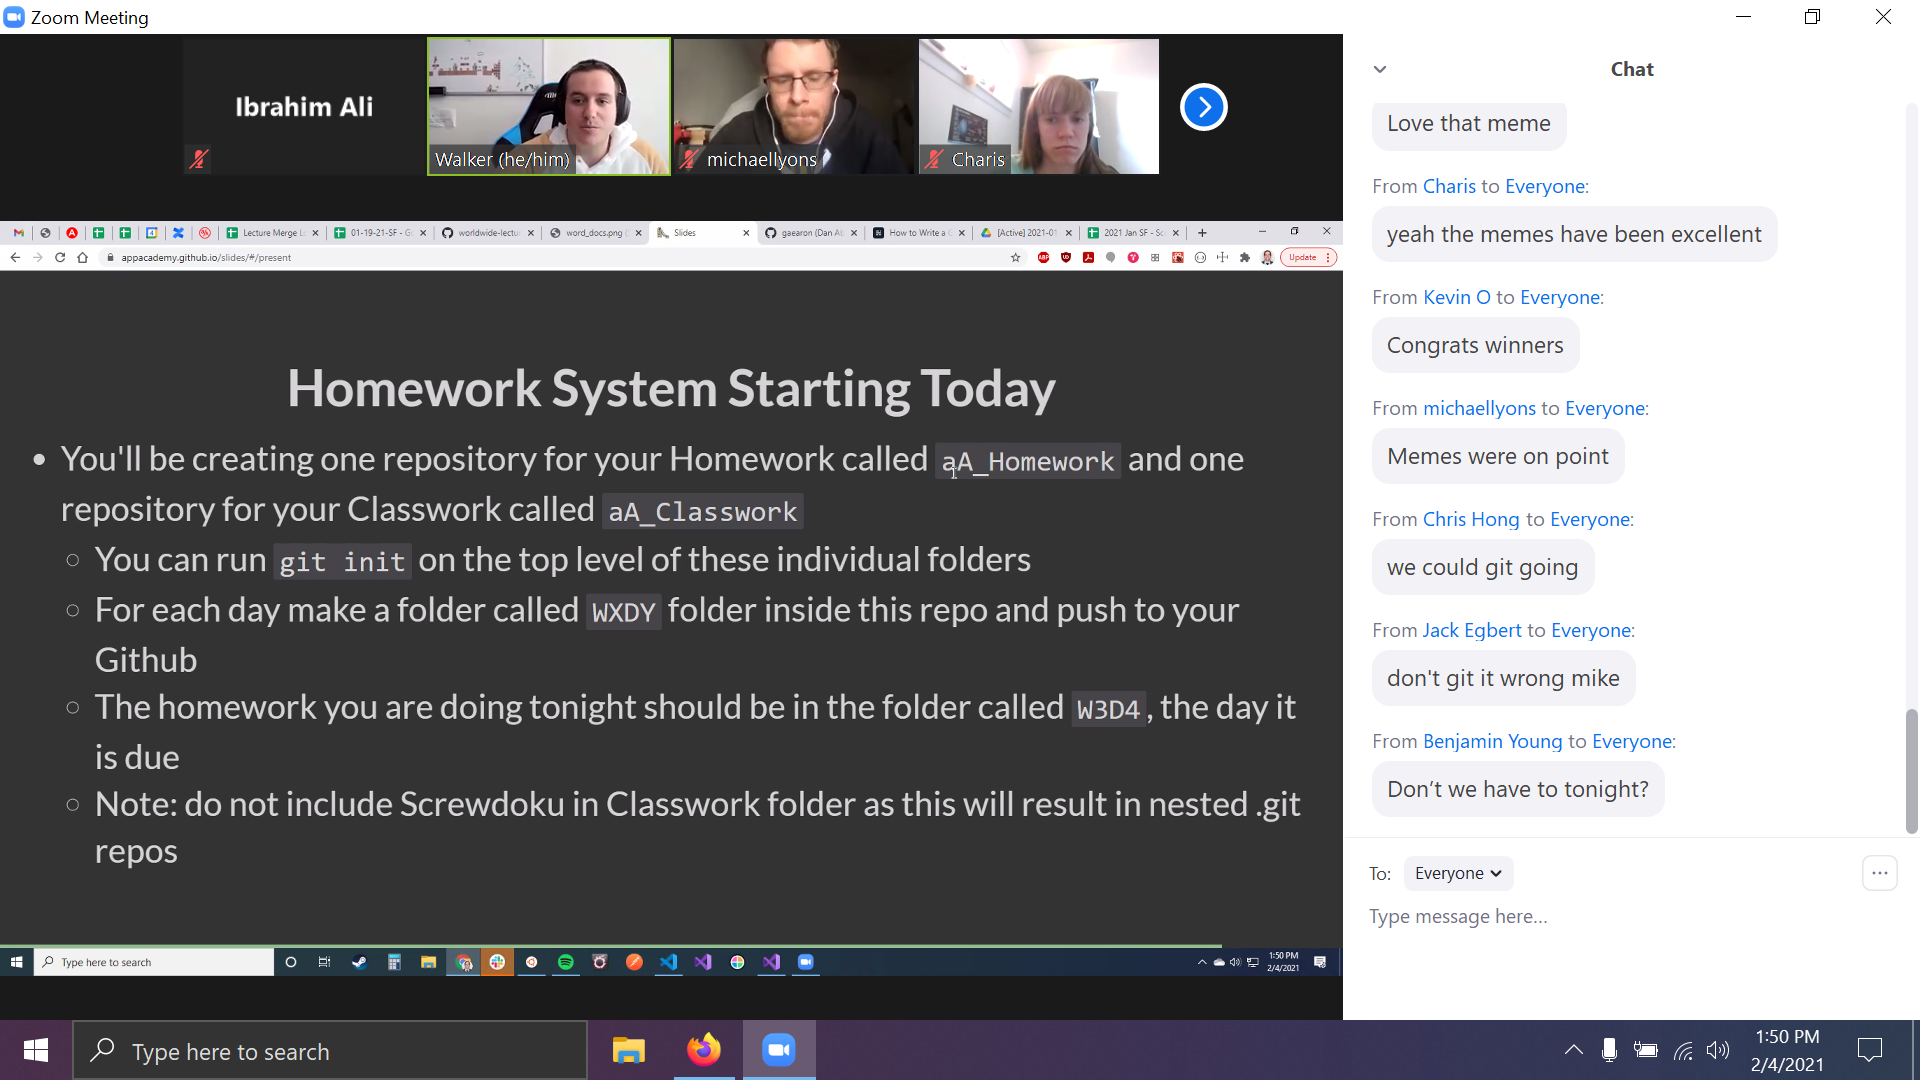 Zoom Meeting
Ibrahim Ali
Walker (he/him)
michaellyons
Charis
Lecture Merge L
01-19-21-SF - G
worldwide-lectu
word_docs.png
Slides
gaearon (Dan A
How to Write a
[Active] 2021-01
2021 Jan SF - Sc
appacademy.github.io/slides/#/present
ABP
Update
Homework System Starting Today
You'll be creating one repository for your Homework called aA_Homework and one
repository for your Classwork called aA_Classwork
You can run git init on the top level of these individual folders
For each day make a folder called WXDY folder inside this repo and push to your
Github
The homework you are doing tonight should be in the folder called W3D4, the day it
is due
Note: do not include Screwdoku in Classwork folder as this will result in nested .git
repos
Type here to search
1:50 PM
2/4/2021
Chat
Love that meme
From Charis to Everyone:
yeah the memes have been excellent
From Kevin O to Everyone:
Congrats winners
From michaellyons to Everyone:
Memes were on point
From Chris Hong to Everyone:
we could git going
From Jack Egbert to Everyone:
don't git it wrong mike
From Benjamin Young to Everyone:
Don’t we have to tonight?
To: Everyone
Type message here...
Type here to search
1:50 PM
2/4/2021